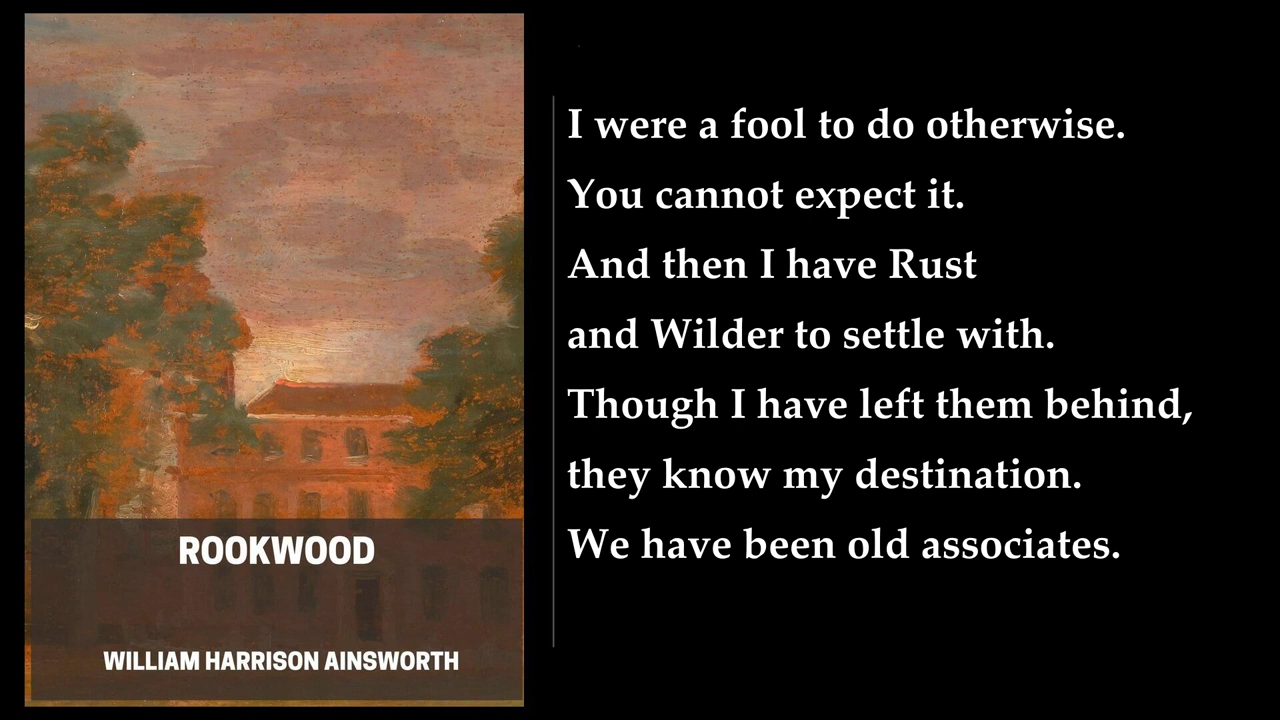 ROOKWOOD
WILLIAM HARRISON AINSWORTH
I were a fool to do otherwise.
You cannot expect it.
And then I have Rust
and Wilder to settle with.
Though I have left them behind,
they know my destination.
We have been old associates.